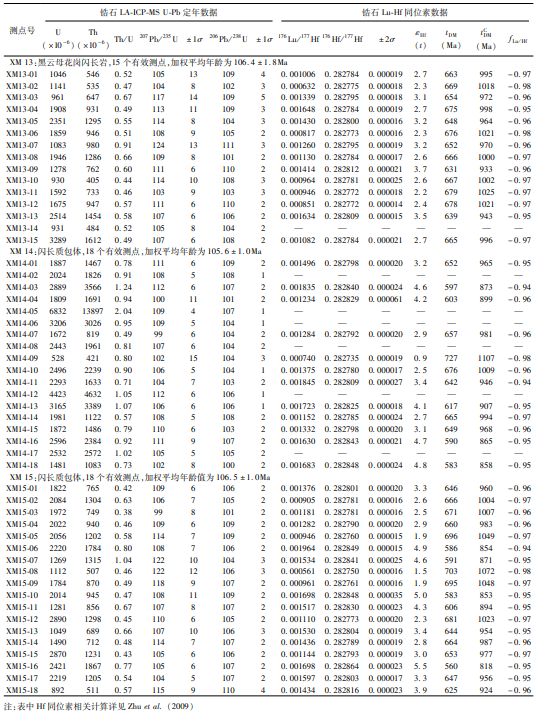 测点号 锆石 LA-ICP-MS U-Pb 定年数据 锆石 Lu-Hf 同位素数据
U (×10⁻⁶) Th (×10⁻⁶) Th/U ²⁰⁷Pb/²³⁵U ±1σ ²⁰⁶Pb/²³⁸U ±1σ ¹⁷⁶Lu/¹⁷⁷Hf ¹⁷⁶Hf/¹⁷⁷Hf ±2σ εHf(t) tDM (Ma) tᶜDM (Ma) fLu/Hf
XM 13:黑云母花岗闪长岩,15 个有效测点,加权平均年龄为 106.4±1.8Ma
XM13-01 1046 546 0.52 105 13 109 4 0.001006 0.282784 0.000019 2.7 663 995 -0.97
XM13-02 1141 535 0.47 104 8 102 3 0.000632 0.282775 0.000018 2.3 669 1018 -0.98
XM13-03 961 647 0.67 117 14 109 5 0.001339 0.282795 0.000018 3.1 654 972 -0.96
XM13-04 1908 931 0.49 113 11 109 3 0.001648 0.282784 0.000019 2.7 675 998 -0.95
XM13-05 2351 1295 0.55 114 8 104 3 0.001430 0.282800 0.000016 3.2 648 964 -0.96
XM13-06 1859 946 0.51 108 9 105 2 0.000817 0.282773 0.000016 2.3 676 1021 -0.98
XM13-07 1083 980 0.91 124 13 111 3 0.001260 0.282795 0.000019 3.2 652 970 -0.96
XM13-08 1946 1286 0.66 109 8 101 2 0.001130 0.282784 0.000017 2.6 666 1000 -0.97
XM13-09 1278 762 0.60 111 6 110 2 0.001414 0.282812 0.000021 3.7 631 933 -0.96
XM13-10 930 405 0.44 114 10 108 3 0.000964 0.282781 0.000025 2.6 667 1002 -0.97
XM13-11 1592 733 0.46 103 9 103 3 0.000946 0.282772 0.000018 2.2 679 1025 -0.97
XM13-12 1675 947 0.57 111 6 110 2 0.000851 0.282772 0.000014 2.4 678 1021 -0.97
XM13-13 2514 1454 0.58 107 6 106 2 0.001634 0.282809 0.000015 3.5 639 943 -0.95
XM13-14 931 484 0.52 105 8 104 2 — — — — — — —
XM13-15 3289 1612 0.49 107 6 108 2 0.001082 0.282784 0.000021 2.7 665 996 -0.97
XM 14:闪长质包体,18 个有效测点,加权平均年龄为 105.6±1.0Ma
XM14-01 1887 1467 0.78 111 6 109 2 0.001496 0.282798 0.000020 3.2 652 965 -0.95
XM14-02 2024 1826 0.91 108 5 108 1 — — — — — — —
XM14-03 2889 3566 1.24 112 6 107 2 0.001835 0.282840 0.000024 4.6 597 873 -0.94
XM14-04 1809 1691 0.94 100 11 101 2 0.001234 0.282829 0.000061 4.2 603 899 -0.96
XM14-05 6832 13897 2.04 109 4 107 1 — — — — — — —
XM14-06 3206 3026 0.95 109 5 104 1 — — — — — — —
XM14-07 1672 819 0.49 99 6 104 2 0.001284 0.282792 0.000020 2.9 657 981 -0.96
XM14-08 2443 1961 0.81 107 6 104 2 — — — — — — —
XM14-09 528 421 0.80 102 15 104 3 0.000740 0.282735 0.000019 0.9 727 1107 -0.98
XM14-10 2496 2239 0.90 106 5 104 1 0.001375 0.282780 0.000017 2.5 676 1009 -0.96
XM14-11 2293 1633 0.71 104 7 103 2 0.001845 0.282809 0.000027 3.4 642 946 -0.94
XM14-12 4423 4632 1.05 112 6 106 1 — — — — — — —
XM14-13 3165 3389 1.07 106 6 106 1 0.001723 0.282825 0.000018 4.1 617 907 -0.95
XM14-14 1981 1122 0.57 108 5 108 2 0.001152 0.282785 0.000024 2.7 665 994 -0.97
XM14-15 1872 1486 0.79 110 6 103 2 0.001332 0.282798 0.000020 3.1 649 968 -0.96
XM14-16 2596 2384 0.92 111 9 107 2 0.001630 0.282843 0.000021 4.7 590 865 -0.95
XM14-17 2532 2572 1.02 105 5 105 2 — — — — — — —
XM14-18 1481 1083 0.73 102 8 100 2 0.001683 0.282848 0.000024 4.8 583 858 -0.95
XM 15:闪长质包体,18 个有效测点,加权平均年龄值为 106.5±1.0Ma
XM15-01 1822 765 0.42 109 6 106 2 0.001376 0.282801 0.000020 3.3 646 960 -0.96
XM15-02 2084 1304 0.63 106 7 105 2 0.000905 0.282781 0.000016 2.6 666 1004 -0.97
XM15-03 1972 749 0.38 99 8 101 2 0.001181 0.282781 0.000016 2.5 671 1007 -0.96
XM15-04 2022 940 0.46 109 6 109 2 0.001282 0.282790 0.000020 2.9 660 983 -0.96
XM15-05 2056 1202 0.58 114 7 109 2 0.000946 0.282760 0.000015 1.9 696 1049 -0.97
XM15-06 2220 1784 0.80 108 7 106 2 0.001964 0.282849 0.000015 4.9 586 854 -0.94
XM15-07 1269 1315 1.04 122 10 104 3 0.001534 0.282841 0.000025 4.6 591 871 -0.95
XM15-08 1112 507 0.46 122 12 106 3 0.000561 0.282750 0.000016 1.5 703 1072 -0.98
XM15-09 1784 870 0.49 118 9 107 2 0.000961 0.282761 0.000016 1.9 695 1048 -0.97
XM15-10 2014 945 0.47 108 11 109 2 0.001698 0.282848 0.000035 5.0 583 853 -0.95
XM15-11 1281 856 0.67 107 8 107 2 0.001517 0.282830 0.000023 4.3 606 894 -0.95
XM15-12 2890 1298 0.45 110 6 105 2 0.001110 0.282773 0.000020 2.3 681 1023 -0.97
XM15-13 1049 689 0.66 107 10 106 3 0.001530 0.282804 0.000019 3.4 644 954 -0.95
XM15-14 1490 712 0.48 114 7 107 2 0.001436 0.282789 0.000015 2.8 664 987 -0.96
XM15-15 2870 1231 0.43 105 6 107 2 0.001144 0.282793 0.000017 3.0 653 977 -0.97
XM15-16 2421 1867 0.77 105 6 107 2 0.001698 0.282864 0.000023 5.5 560 818 -0.95
XM15-17 2219 1205 0.54 104 5 107 2 0.001597 0.282803 0.000017 3.3 647 956 -0.95
XM15-18 892 511 0.57 115 9 110 4 0.001434 0.282816 0.000023 3.9 625 924 -0.96
注:表中 Hf 同位素相关计算详见 Zhu et al. (2009)